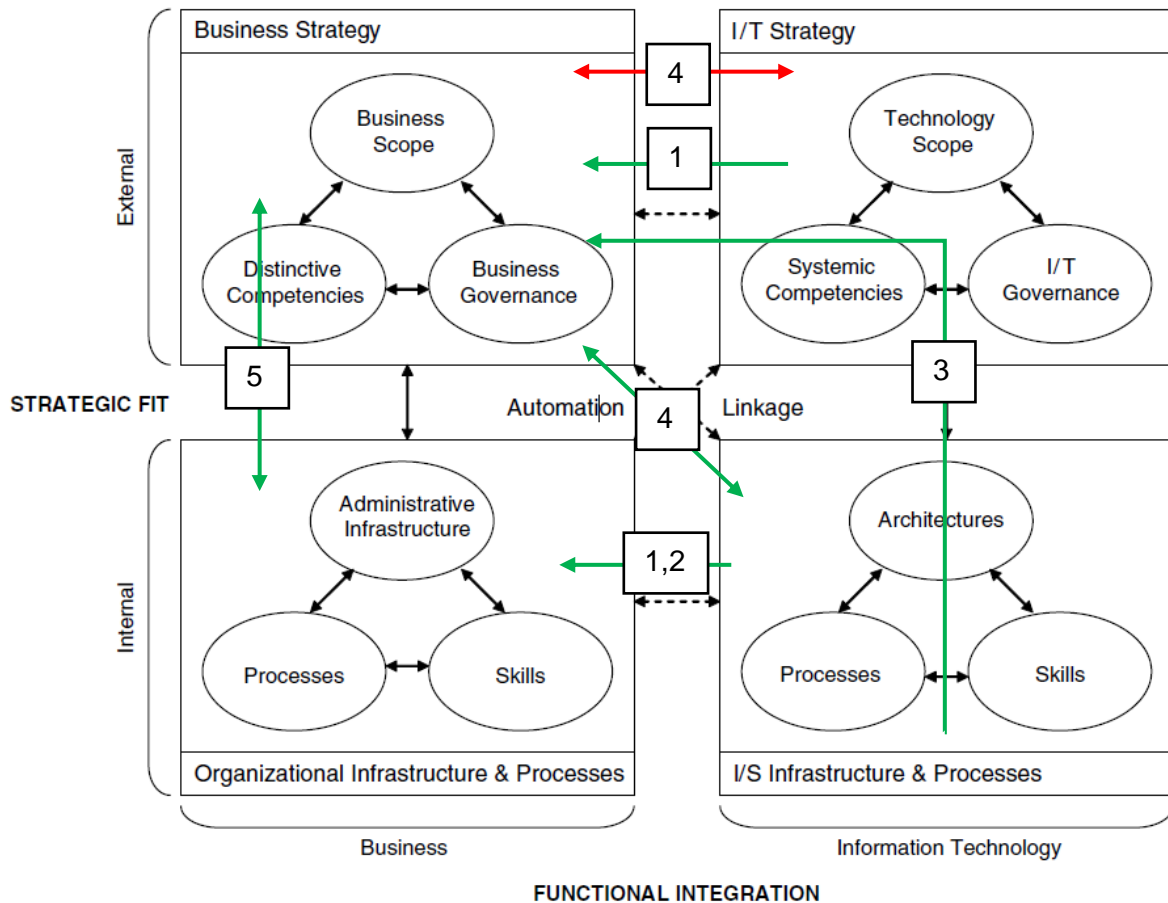 Business Strategy
I/T Strategy
4
Business
Scope
Technology
Scope
1
External
Distinctive
Competencies
Business
Governance
Systemic
Competencies
I/T
Governance
5
3
STRATEGIC FIT
Automation
4
Linkage
Administrative
Infrastructure
Architectures
1,2
Internal
Processes
Skills
Processes
Skills
Organizational Infrastructure & Processes
I/S Infrastructure & Processes
Business
Information Technology
FUNCTIONAL INTEGRATION